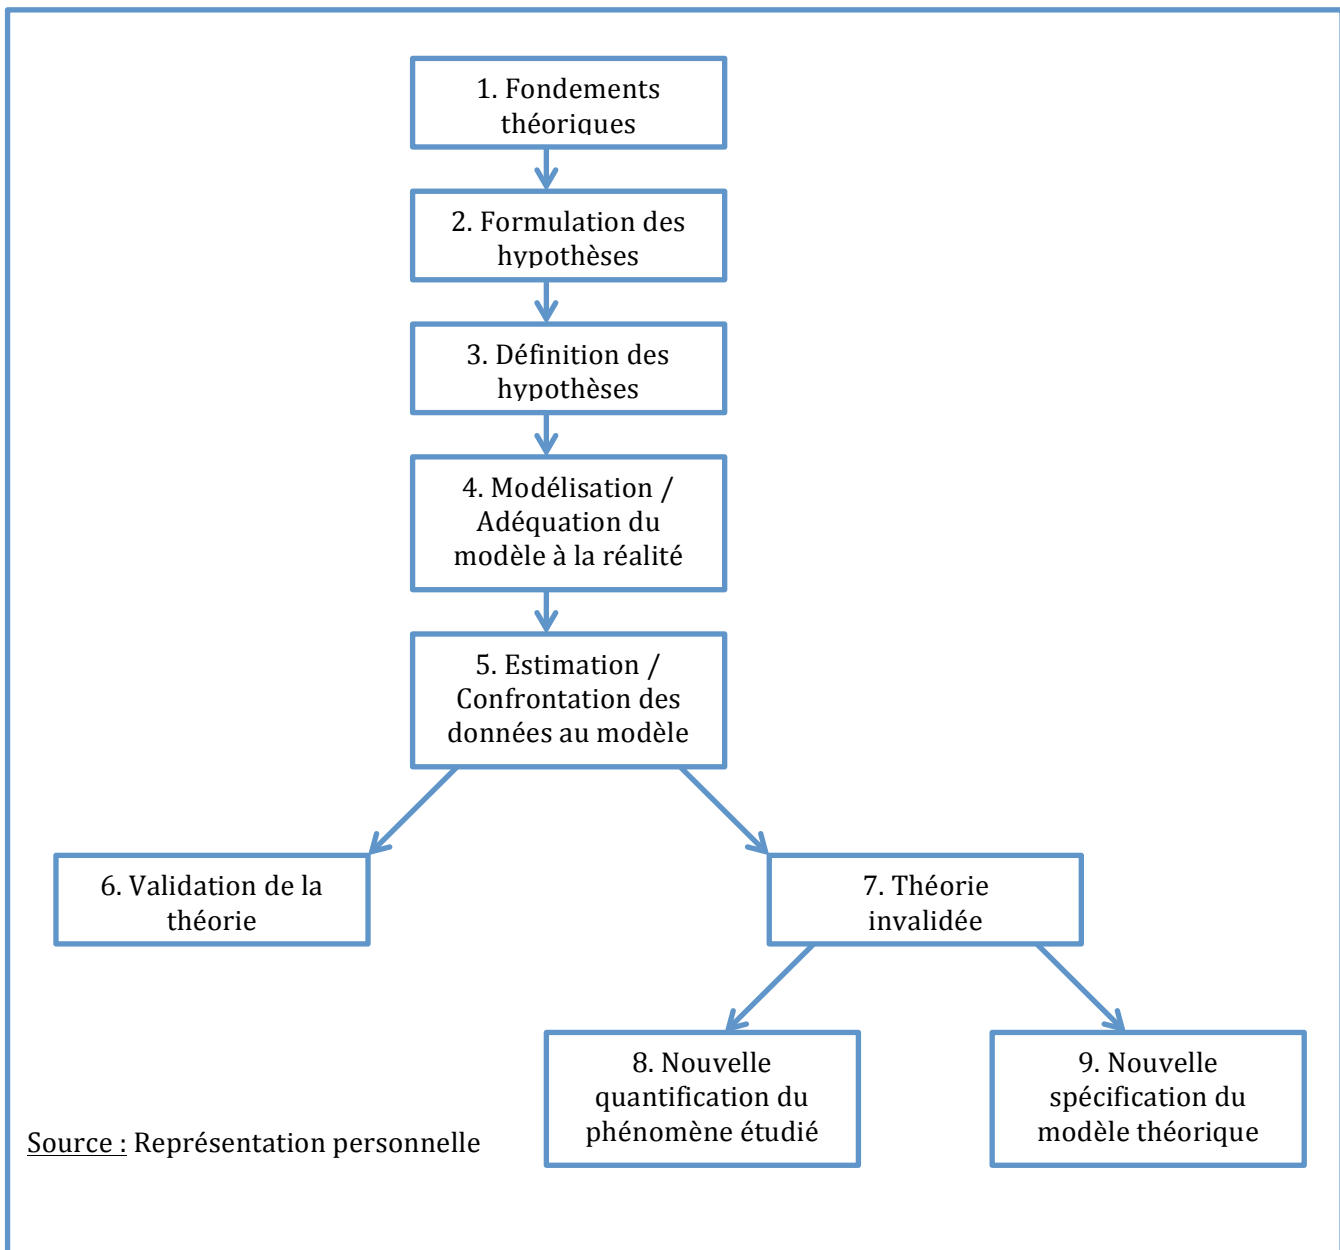 1. Fondements
théoriques
2. Formulation des
hypothèses
3. Définition des
hypothèses
4. Modélisation /
Adéquation du
modèle à la réalité
5. Estimation /
Confrontation des
données au modèle
6. Validation de la
théorie
7. Théorie
invalidée
8. Nouvelle
quantification du
phénomène étudié
9. Nouvelle
spécification du
modèle théorique
Source : Représentation personnelle